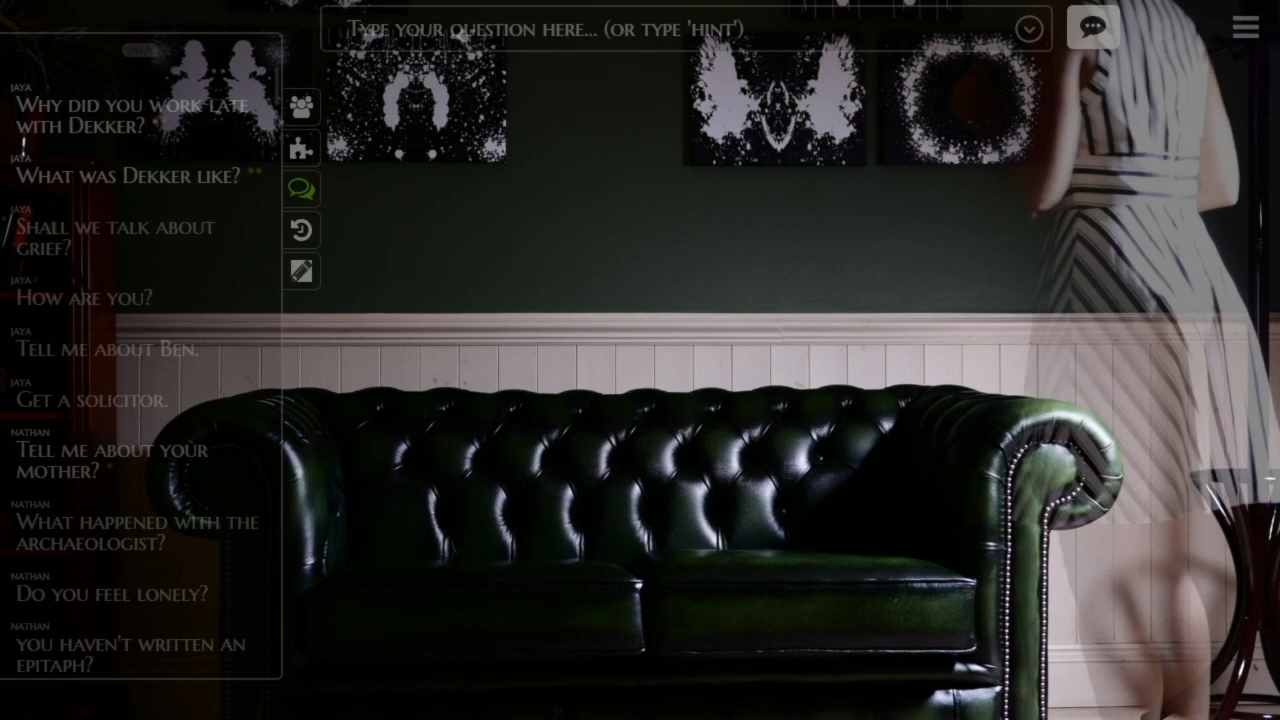 Type your question here... (or type 'hint')
JAYA
JAYA
Why did you work late
with Dekker? **
JAYA
What was Dekker like? **
JAYA
Shall we talk about
grief?
JAYA
How are you?
JAYA
Tell me about Ben.
JAYA
Get a solicitor.
NATHAN
Tell me about your
mother? *
NATHAN
What happened with the
archaeologist?
NATHAN
Do you feel lonely?
NATHAN
you haven't written an
epitaph?